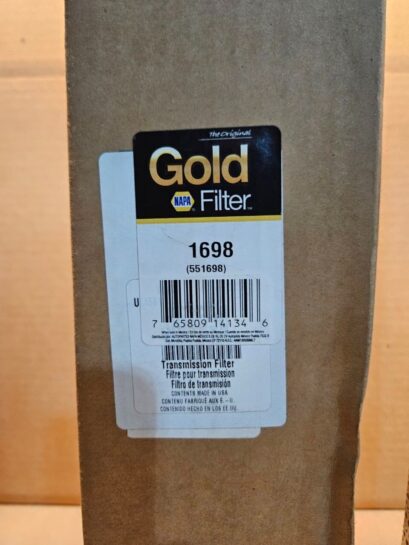 The Original
Gold
NAPA
Filter
1698
(551698)
7 65809 14134 6
Transmission Filter
Filtre pour transmission
Filtro de transmisión
CONTENTS MADE IN USA
CONTENU FABRIQUÉ AUX É.-U.
CONTENIDO HECHO EN LOS EE.UU.